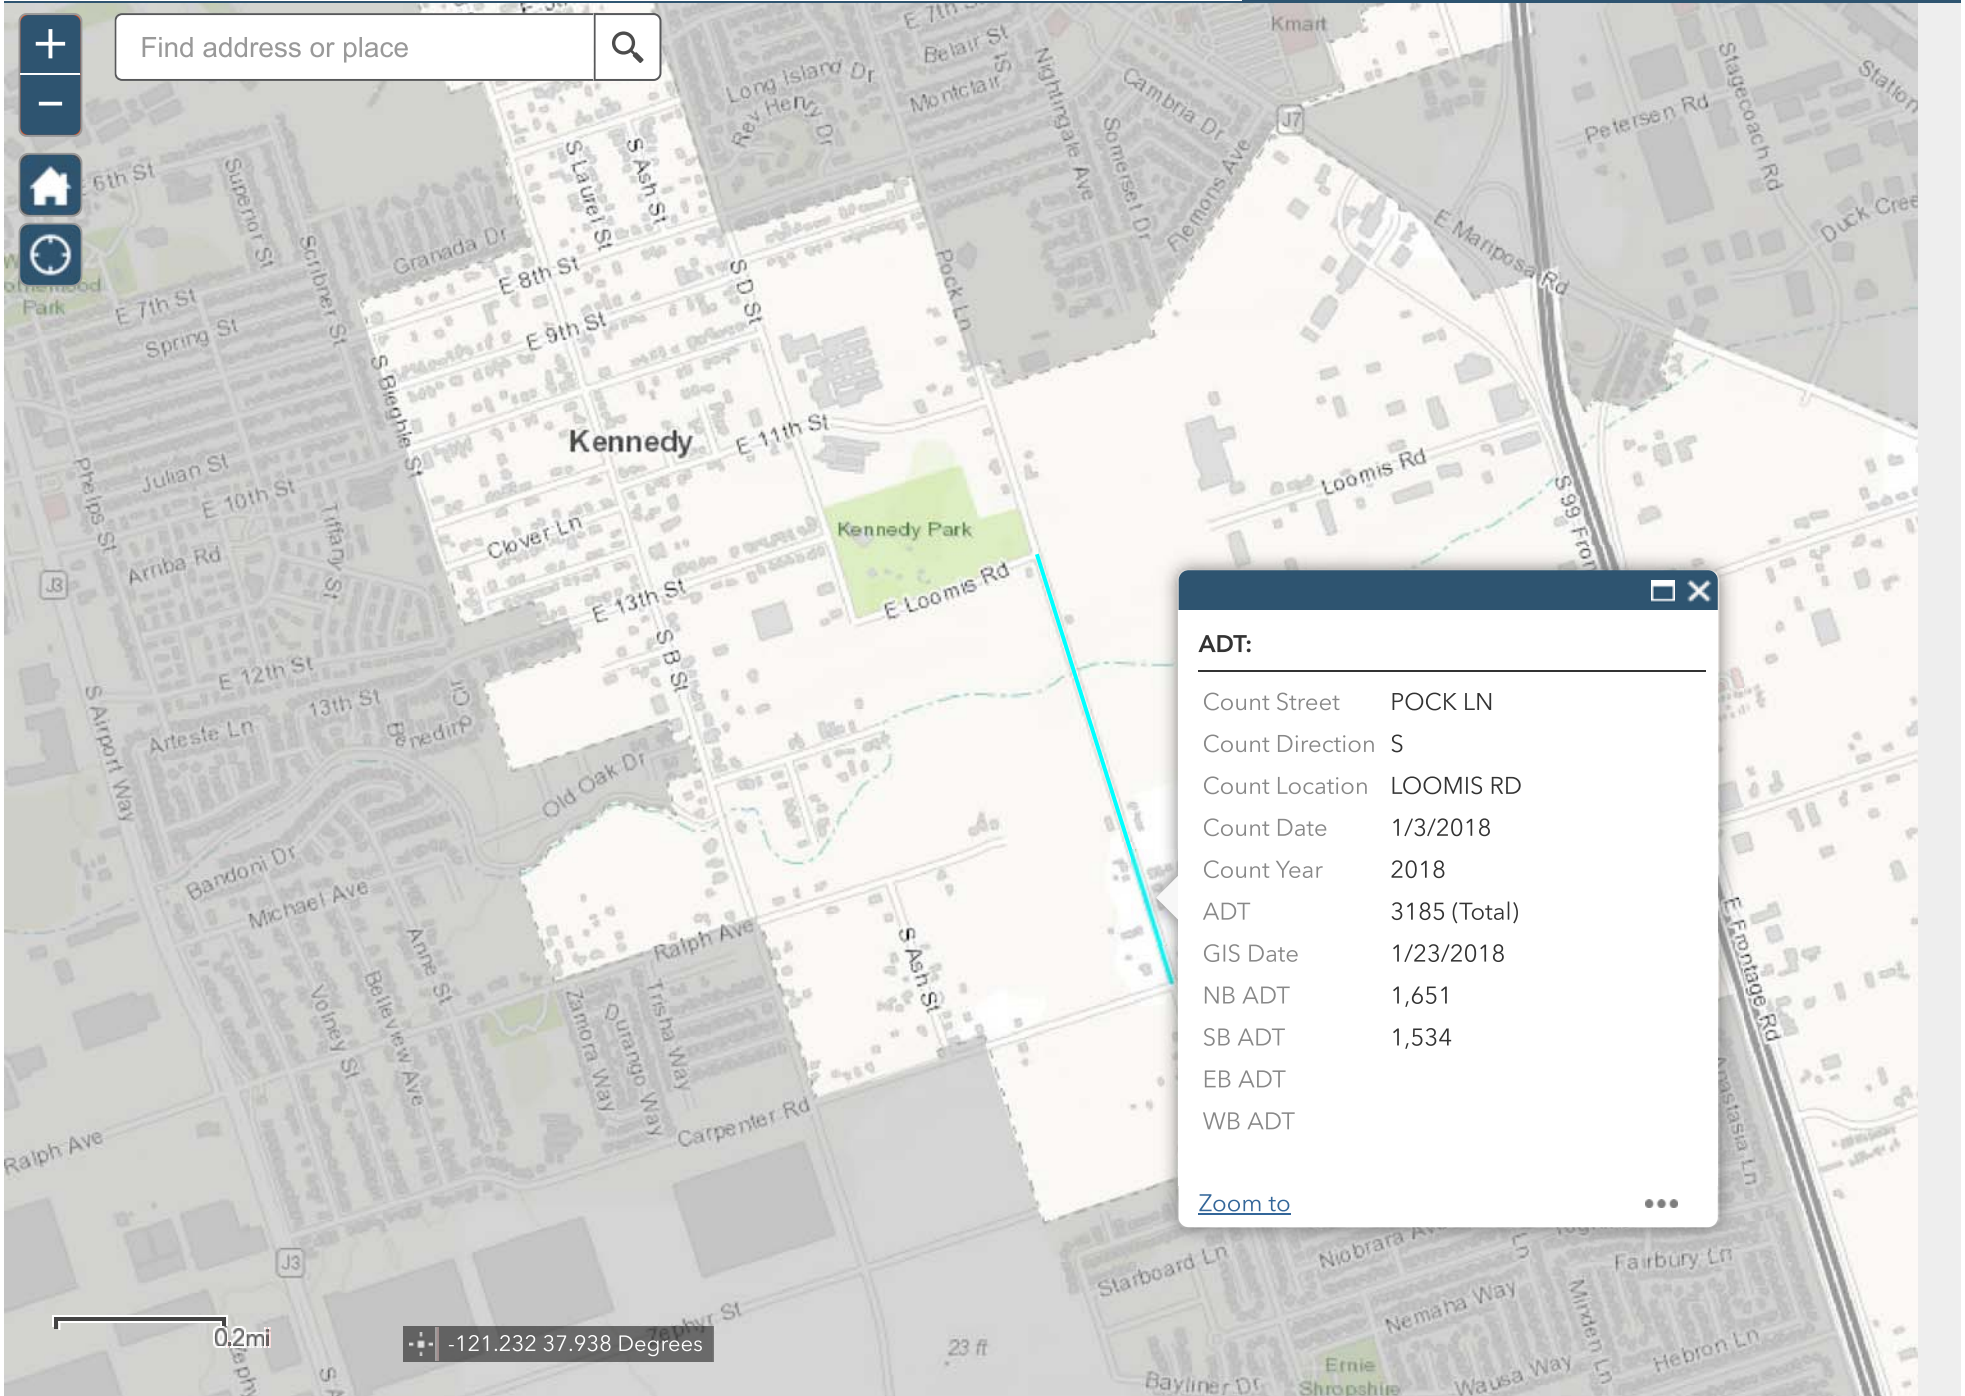 Find address or place
E 7th St
Belair St
Kmart
Long Island Dr
Rev Henry Dr
Montclair
St
Nightingale Ave
Cambria Dr
Somerset Dr
Flemons Ave
J7
Petersen Rd
Stagecoach Rd
Station
Duck Cree
E Mariposa Rd
6th St
Superior St
Scribner St
Granada Dr
S Laurel St
S Ash St
E 8th St
S D St
Pock Ln
Park
E 7th St
Spring St
E 9th St
S Bieghle St
Kennedy
E 11th St
Loomis Rd
S 99 Fron
Julian St
E 10th St
Phelps St
Tiffany St
Clover Ln
Kennedy Park
Arriba Rd
J3
E 13th St
E Loomis Rd
S B St
E 12th St
13th St
Arteste Ln
Benedino Cir
S Airport Way
Old Oak Dr
Bandoni Dr
Michael Ave
Anne St
Belleview Ave
Volney St
Ralph Ave
Zamora Way
Durango Way
Trisha Way
S Ash St
Carpenter Rd
Ralph Ave
ADT:
Count Street POCK LN
Count Direction S
Count Location LOOMIS RD
Count Date 1/3/2018
Count Year 2018
ADT 3185 (Total)
GIS Date 1/23/2018
NB ADT 1,651
SB ADT 1,534
EB ADT
WB ADT
Zoom to
E Frontage Rd
Anastasia Ln
J3
Starboard Ln
Niobrara Av
Fairbury Ln
Nemaha Way
Minden Ln
Hebron Ln
Wausa Way
Ernie
Shropshire
Bayliner Dr
23 ft
Zephyr St
0.2mi
-121.232 37.938 Degrees
S A